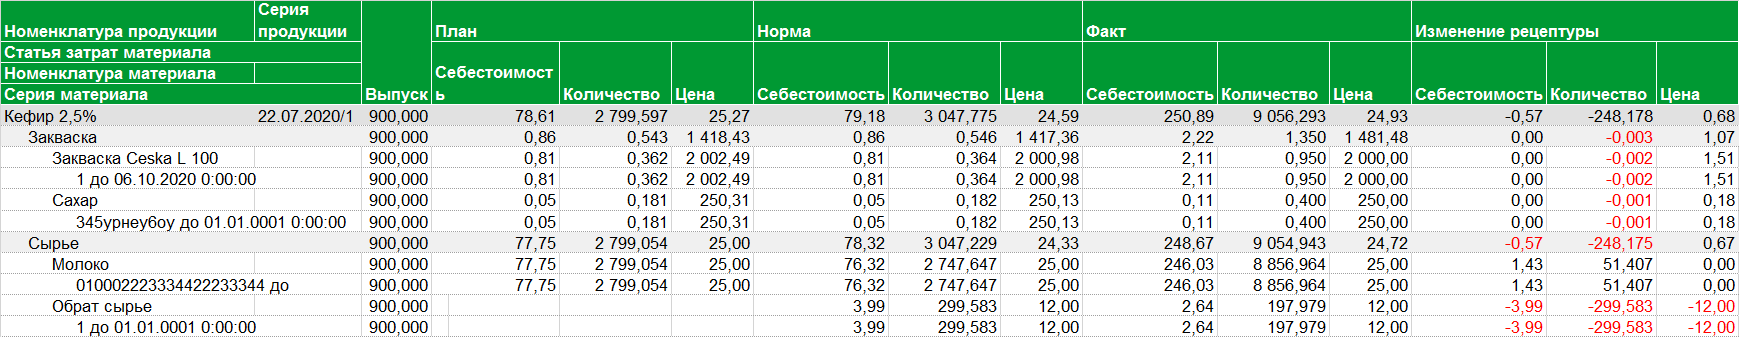 Номенклатура продукции Серия продукции План Норма Факт Изменение рецептуры
Статья затрат материала
Номенклатура материала
Серия материала Выпуск Себестоимость Количество Цена Себестоимость Количество Цена Себестоимость Количество Цена Себестоимость Количество Цена
Кефир 2,5% 22.07.2020/1 900,000 78,61 2 799,597 25,27 79,18 3 047,775 24,59 250,89 9 056,293 24,93 -0,57 -248,178 0,68
Закваска 900,000 0,86 0,543 1 418,43 0,86 0,546 1 417,36 2,22 1,350 1 481,48 0,00 -0,003 1,07
Закваска Ceska L 100 900,000 0,81 0,362 2 002,49 0,81 0,364 2 000,98 2,11 0,950 2 000,00 0,00 -0,002 1,51
1 до 06.10.2020 0:00:00 900,000 0,81 0,362 2 002,49 0,81 0,364 2 000,98 2,11 0,950 2 000,00 0,00 -0,002 1,51
Сахар 900,000 0,05 0,181 250,31 0,05 0,182 250,13 0,11 0,400 250,00 0,00 -0,001 0,18
345урнеубоу до 01.01.0001 0:00:00 900,000 0,05 0,181 250,31 0,05 0,182 250,13 0,11 0,400 250,00 0,00 -0,001 0,18
Сырье 900,000 77,75 2 799,054 25,00 78,32 3 047,229 24,33 248,67 9 054,943 24,72 -0,57 -248,175 0,67
Молоко 900,000 77,75 2 799,054 25,00 76,32 2 747,647 25,00 246,03 8 856,964 25,00 1,43 51,407 0,00
010002223334422233344 до 900,000 77,75 2 799,054 25,00 76,32 2 747,647 25,00 246,03 8 856,964 25,00 1,43 51,407 0,00
Обрат сырье 900,000 3,99 299,583 12,00 2,64 197,979 12,00 -3,99 -299,583 -12,00
1 до 01.01.0001 0:00:00 900,000 3,99 299,583 12,00 2,64 197,979 12,00 -3,99 -299,583 -12,00